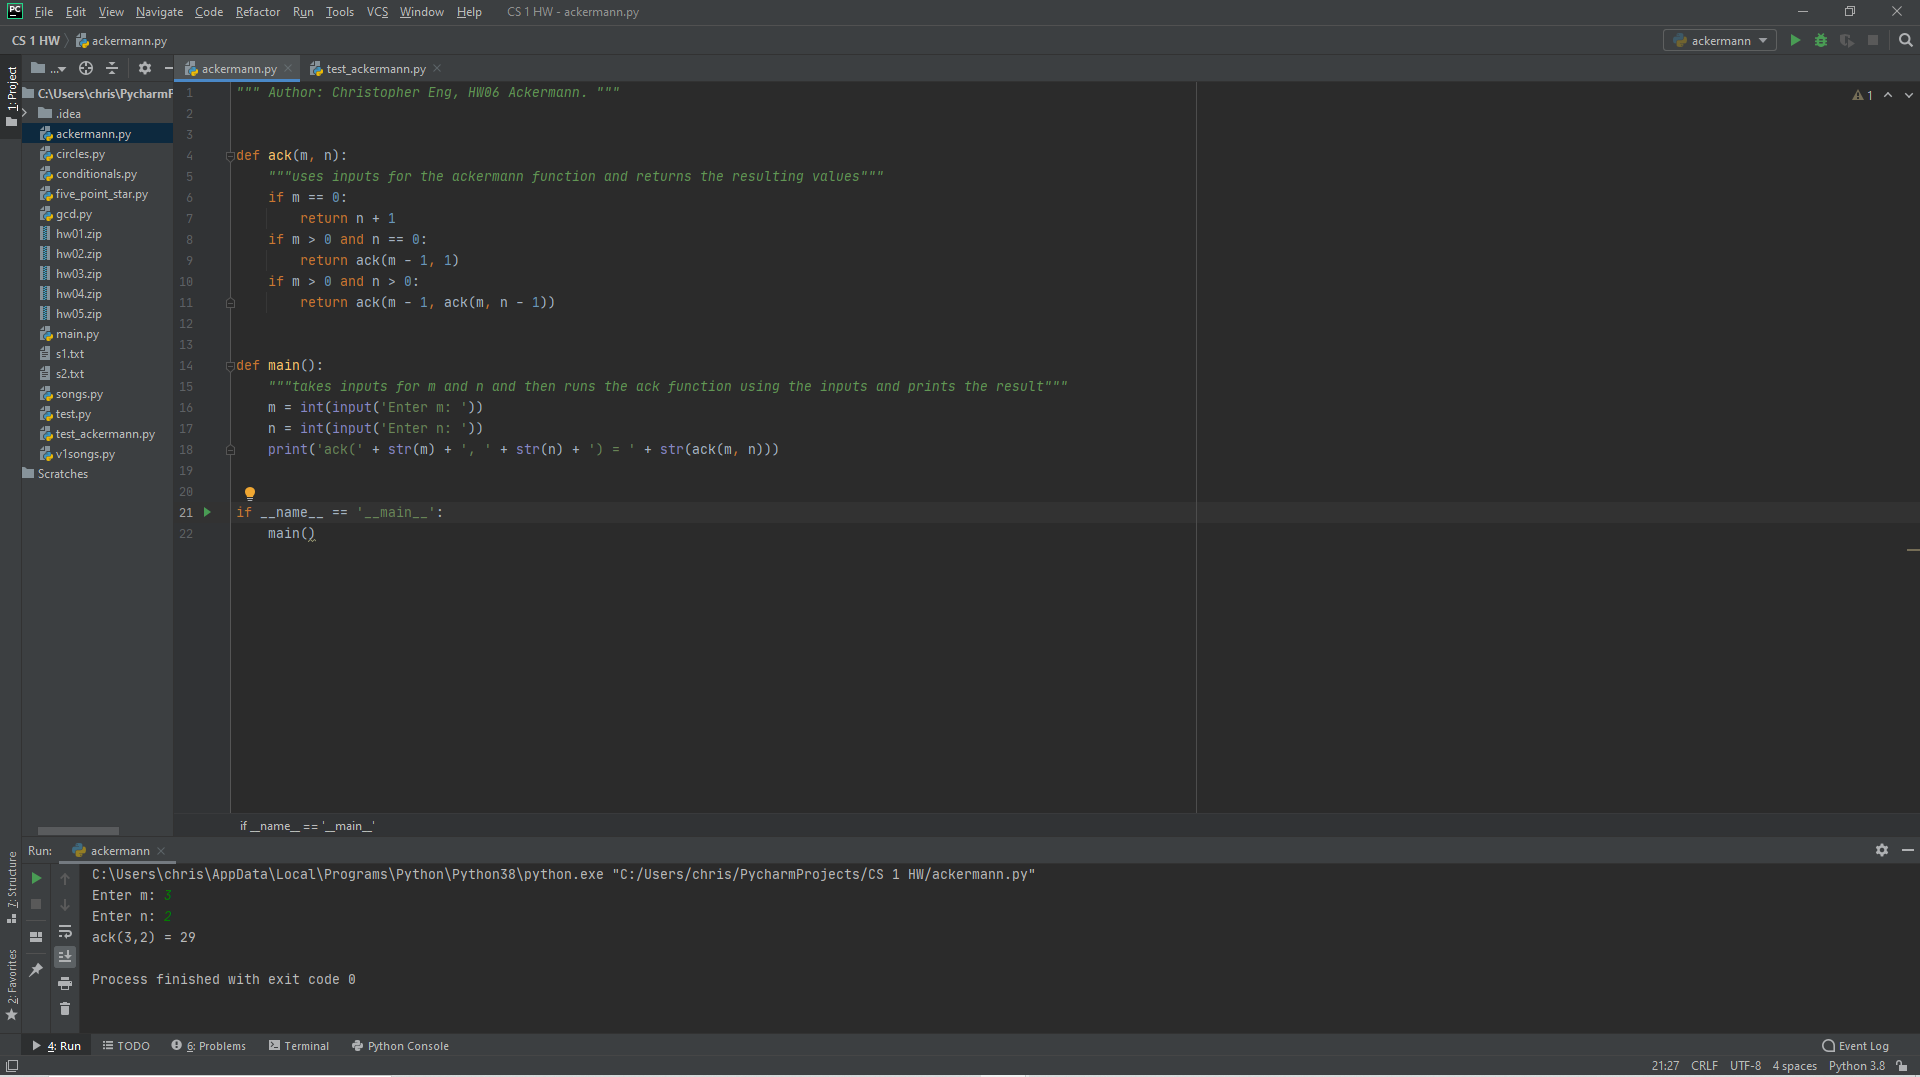 PC File Edit View Navigate Code Refactor Run Tools VCS Window Help CS 1 HW - ackermann.py
CS 1 HW ackermann.py ackermann
1: Project ... ackermann.py test_ackermann.py
C:\Users\chris\PycharmP
.idea
ackermann.py
circles.py
conditionals.py
five_point_star.py
gcd.py
hw01.zip
hw02.zip
hw03.zip
hw04.zip
hw05.zip
main.py
s1.txt
s2.txt
songs.py
test.py
test_ackermann.py
v1songs.py
Scratches
1 """ Author: Christopher Eng, HW06 Ackermann. """ 1
2
3
4 def ack(m, n):
5 """uses inputs for the ackermann function and returns the resulting values"""
6 if m == 0:
7 return n + 1
8 if m > 0 and n == 0:
9 return ack(m - 1, 1)
10 if m > 0 and n > 0:
11 return ack(m - 1, ack(m, n - 1))
12
13
14 def main():
15 """takes inputs for m and n and then runs the ack function using the inputs and prints the result"""
16 m = int(input('Enter m: '))
17 n = int(input('Enter n: '))
18 print('ack(' + str(m) + ', ' + str(n) + ') = ' + str(ack(m, n)))
19
20
21 if __name__ == '__main__':
22 main()
if __name__ == '__main__'
7: Structure
2: Favorites
Run: ackermann
C:\Users\chris\AppData\Local\Programs\Python\Python38\python.exe "C:/Users/chris/PycharmProjects/CS 1 HW/ackermann.py"
Enter m: 3
Enter n: 2
ack(3,2) = 29
Process finished with exit code 0
4: Run TODO 6: Problems Terminal Python Console Event Log
21:27 CRLF UTF-8 4 spaces Python 3.8